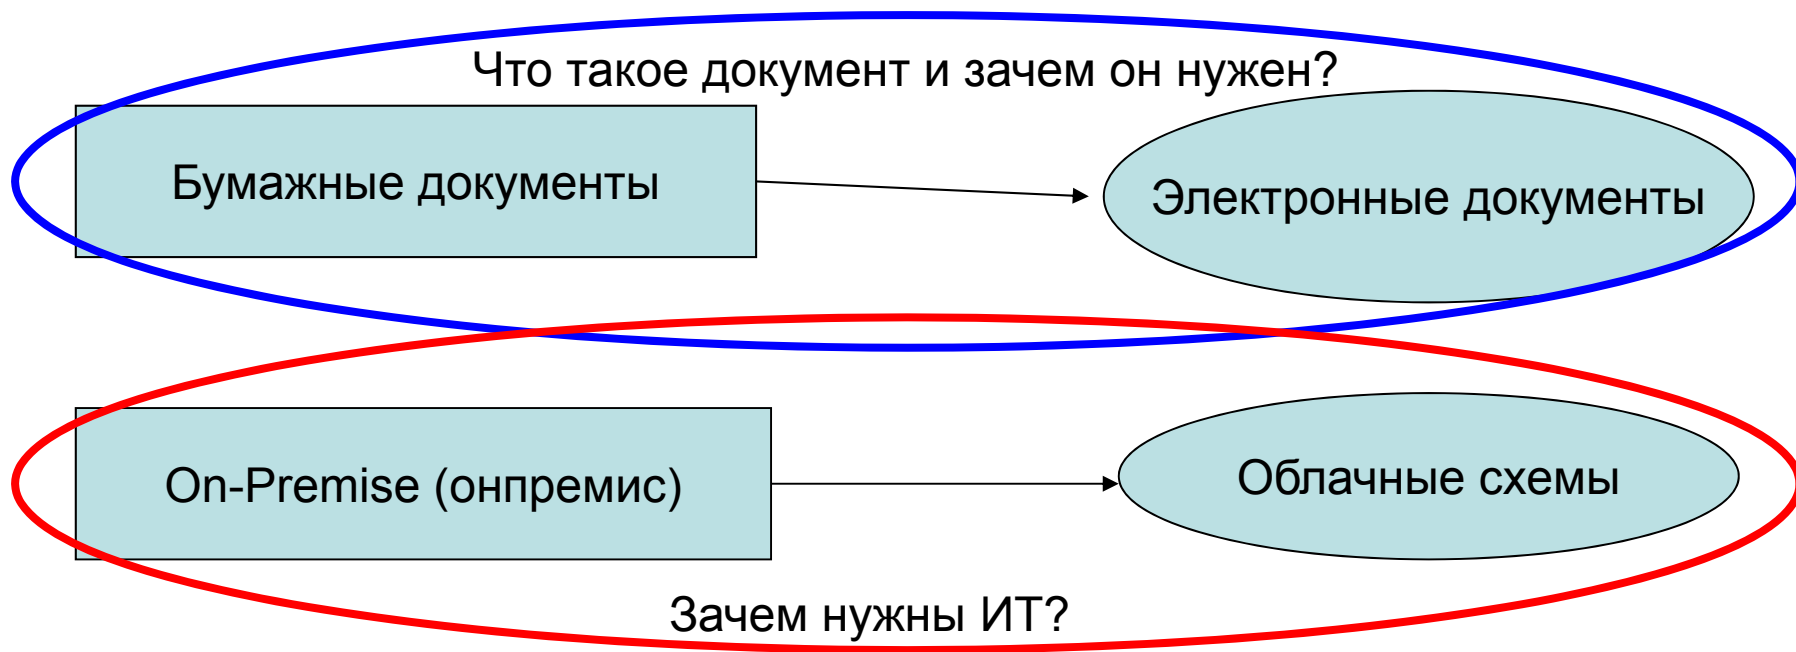 Что такое документ и зачем он нужен?
Бумажные документы
Электронные документы
On-Premise (онпремис)
Облачные схемы
Зачем нужны ИТ?